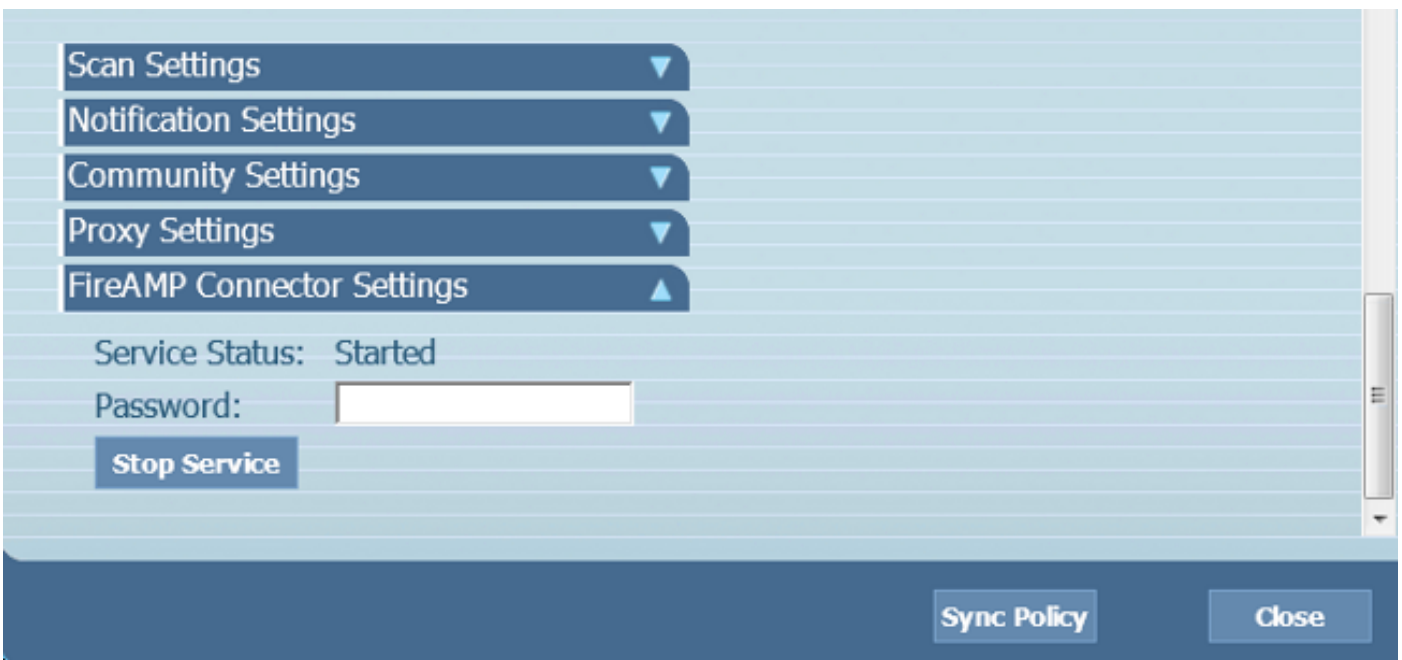 Scan Settings
Notification Settings
Community Settings
Proxy Settings
FireAMP Connector Settings
Service Status: Started
Password:
Stop Service
Sync Policy Close